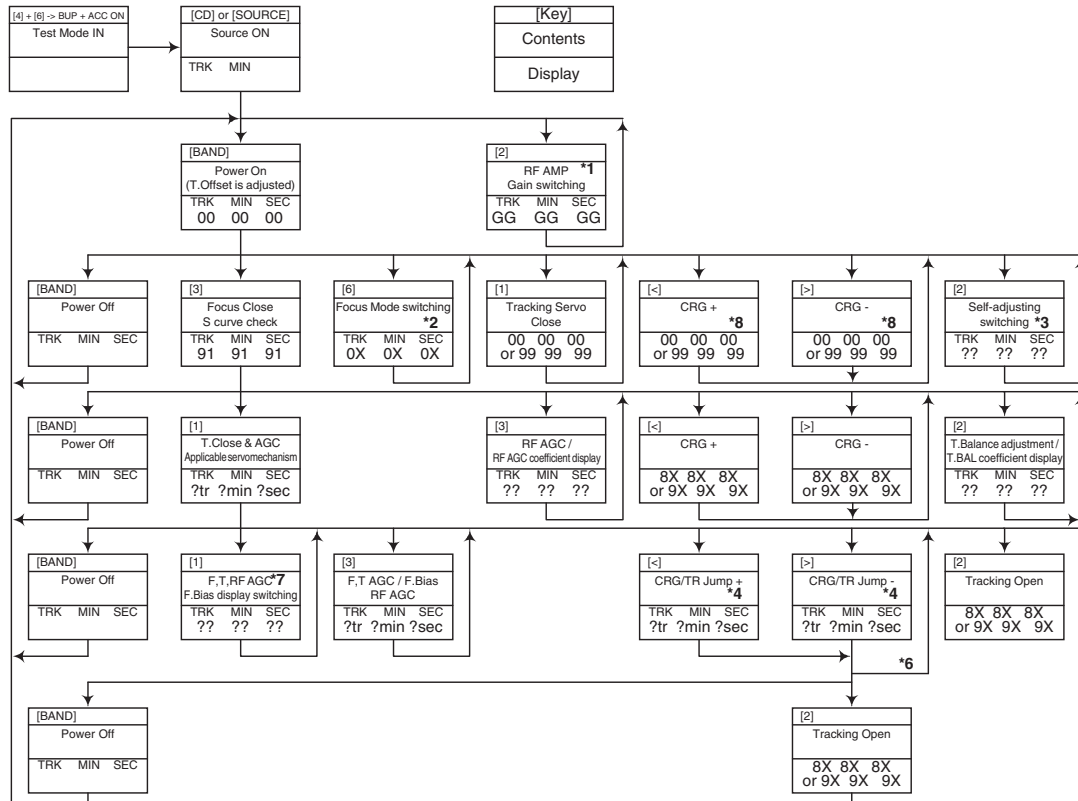 [4] + [6] -> BUP + ACC ON
Test Mode IN
[CD] or [SOURCE]
Source ON
TRK MIN
[Key]
Contents
Display
[BAND]
Power On
(T.Offset is adjusted)
TRK MIN SEC
00 00 00
[2]
RF AMP *1
Gain switching
TRK MIN SEC
GG GG GG
[BAND]
Power Off
TRK MIN SEC
[3]
Focus Close
S curve check
TRK MIN SEC
91 91 91
[6]
Focus Mode switching
*2
TRK MIN SEC
0X 0X 0X
[1]
Tracking Servo
Close
00 00 00
or 99 99 99
[<]
CRG +
*8
00 00 00
or 99 99 99
[>]
CRG -
*8
00 00 00
or 99 99 99
[2]
Self-adjusting
switching *3
TRK MIN SEC
?? ?? ??
[BAND]
Power Off
TRK MIN SEC
[1]
T.Close & AGC
Applicable servomechanism
TRK MIN SEC
?tr ?min ?sec
[3]
RF AGC /
RF AGC coefficient display
TRK MIN SEC
?? ?? ??
[<]
CRG +
8X 8X 8X
or 9X 9X 9X
[>]
CRG -
8X 8X 8X
or 9X 9X 9X
[2]
T.Balance adjustment /
T.BAL coefficient display
TRK MIN SEC
?? ?? ??
[BAND]
Power Off
TRK MIN SEC
[1]
F,T,RF AGC *7
F.Bias display switching
TRK MIN SEC
?? ?? ??
[3]
F,T AGC / F.Bias
RF AGC
TRK MIN SEC
?tr ?min ?sec
[<]
CRG/TR Jump +
*4
TRK MIN SEC
?tr ?min ?sec
[>]
CRG/TR Jump -
*4
TRK MIN SEC
?tr ?min ?sec
[2]
Tracking Open
8X 8X 8X
or 9X 9X 9X
*6
[BAND]
Power Off
TRK MIN SEC
[2]
Tracking Open
8X 8X 8X
or 9X 9X 9X